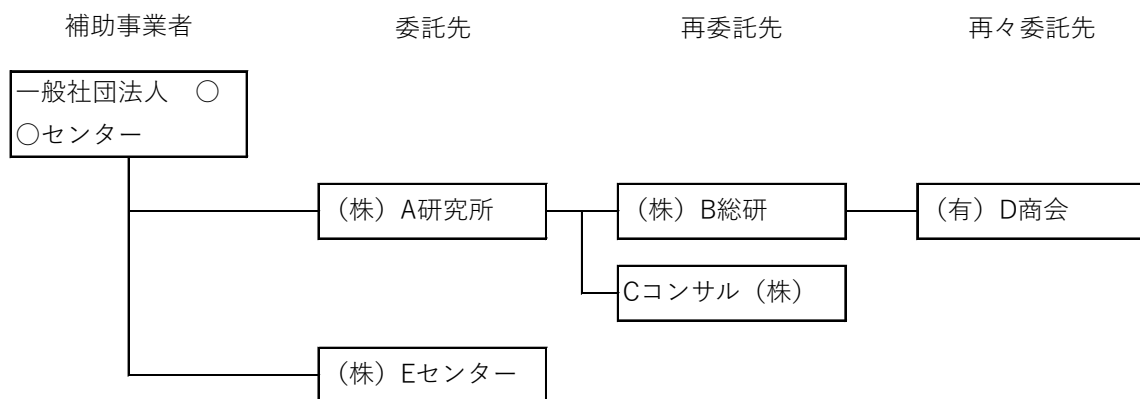 補助事業者 委託先 再委託先 再々委託先
一般社団法人　○
○センター
（株）A研究所 （株）B総研 （有）D商会
Cコンサル（株）
（株）Eセンター